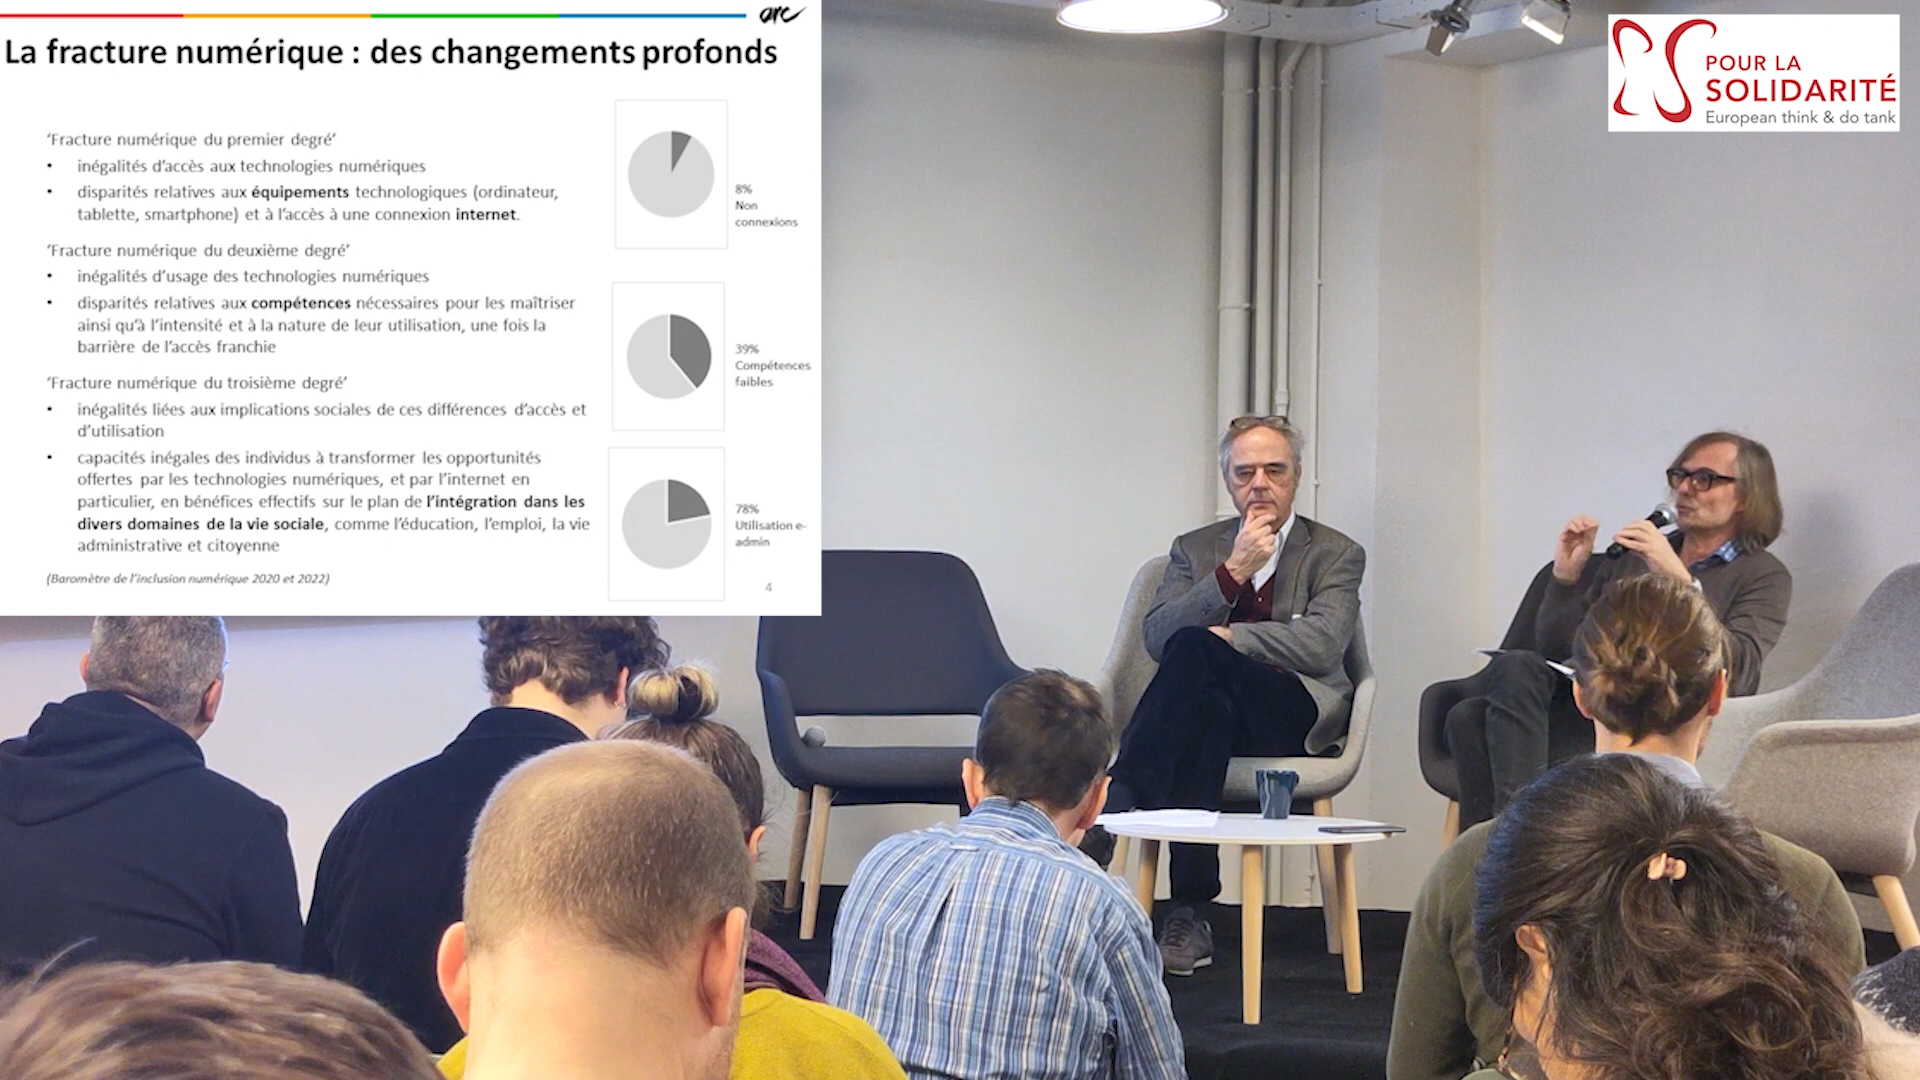 arc
La fracture numérique : des changements profonds
‘Fracture numérique du premier degré’
• inégalités d’accès aux technologies numériques
• disparités relatives aux équipements technologiques (ordinateur,
tablette, smartphone) et à l’accès à une connexion internet.
8%
Non
connexions
‘Fracture numérique du deuxième degré’
• inégalités d’usage des technologies numériques
• disparités relatives aux compétences nécessaires pour les maîtriser
ainsi qu’à l’intensité et à la nature de leur utilisation, une fois la
barrière de l’accès franchie
39%
Compétences
faibles
‘Fracture numérique du troisième degré’
• inégalités liées aux implications sociales de ces différences d’accès et
d’utilisation
• capacités inégales des individus à transformer les opportunités
offertes par les technologies numériques, et par l’internet en
particulier, en bénéfices effectifs sur le plan de l’intégration dans les
divers domaines de la vie sociale, comme l’éducation, l’emploi, la vie
administrative et citoyenne
78%
Utilisation e-
admin
(Baromètre de l’inclusion numérique 2020 et 2022)
4
POUR LA
SOLIDARITÉ
European think & do tank